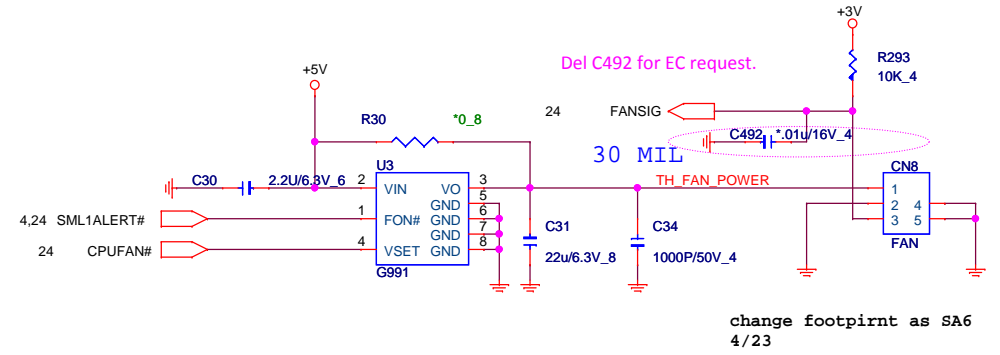 +3V
R293
10K_4
Del C492 for EC request.
+5V
24 FANSIG
R30 *0_8
C492 *.01u/16V_4
30 MIL
U3
CN8
C30 2.2U/6.3V_6
2 VIN VO 3
TH_FAN_POWER
1
GND 5
4,24 SML1ALERT# 1 FON# GND 6
2 4
GND 7
3 5
24 CPUFAN# 4 VSET GND 8
FAN
G991
C31
22u/6.3V_8
C34
1000P/50V_4
change footpirnt as SA6
4/23